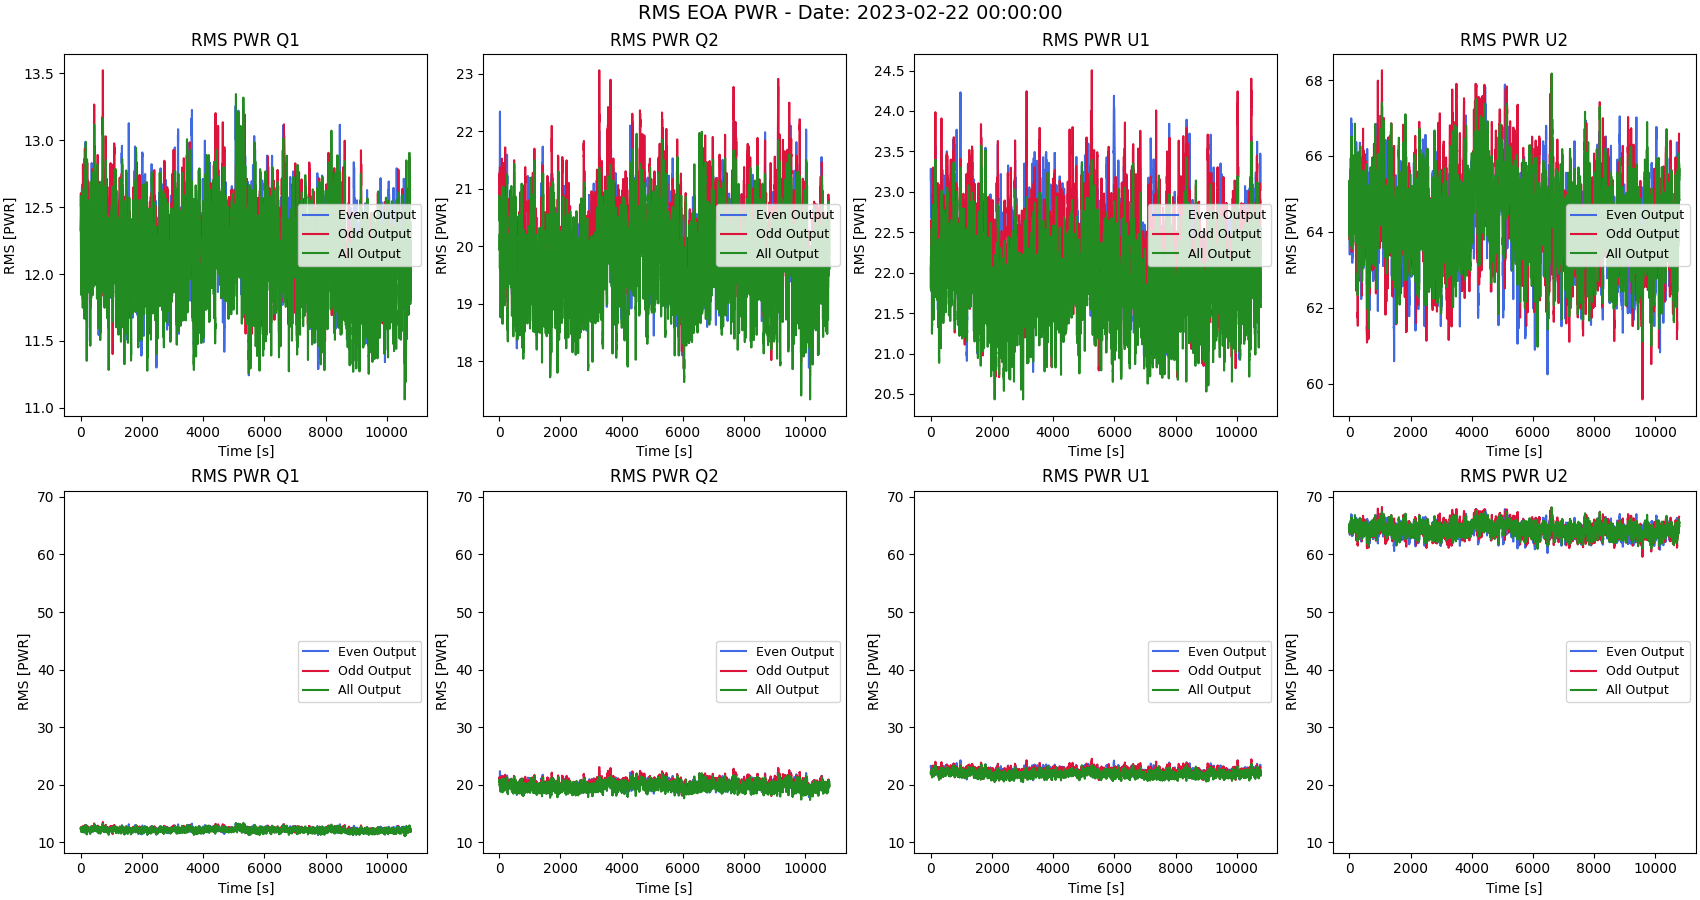 RMS EOA PWR - Date: 2023-02-22 00:00:00
RMS PWR Q1
RMS [PWR]
13.5
13.0
12.5
12.0
11.5
11.0
Even Output
Odd Output
All Output
0 2000 4000 6000 8000 10000
Time [s]
RMS PWR Q2
RMS [PWR]
23
22
21
20
19
18
Even Output
Odd Output
All Output
0 2000 4000 6000 8000 10000
Time [s]
RMS PWR U1
RMS [PWR]
24.5
24.0
23.5
23.0
22.5
22.0
21.5
21.0
20.5
Even Output
Odd Output
All Output
0 2000 4000 6000 8000 10000
Time [s]
RMS PWR U2
RMS [PWR]
68
66
64
62
60
Even Output
Odd Output
All Output
0 2000 4000 6000 8000 10000
Time [s]
RMS PWR Q1
RMS [PWR]
70
60
50
40
30
20
10
Even Output
Odd Output
All Output
0 2000 4000 6000 8000 10000
Time [s]
RMS PWR Q2
RMS [PWR]
70
60
50
40
30
20
10
Even Output
Odd Output
All Output
0 2000 4000 6000 8000 10000
Time [s]
RMS PWR U1
RMS [PWR]
70
60
50
40
30
20
10
Even Output
Odd Output
All Output
0 2000 4000 6000 8000 10000
Time [s]
RMS PWR U2
RMS [PWR]
70
60
50
40
30
20
10
Even Output
Odd Output
All Output
0 2000 4000 6000 8000 10000
Time [s]